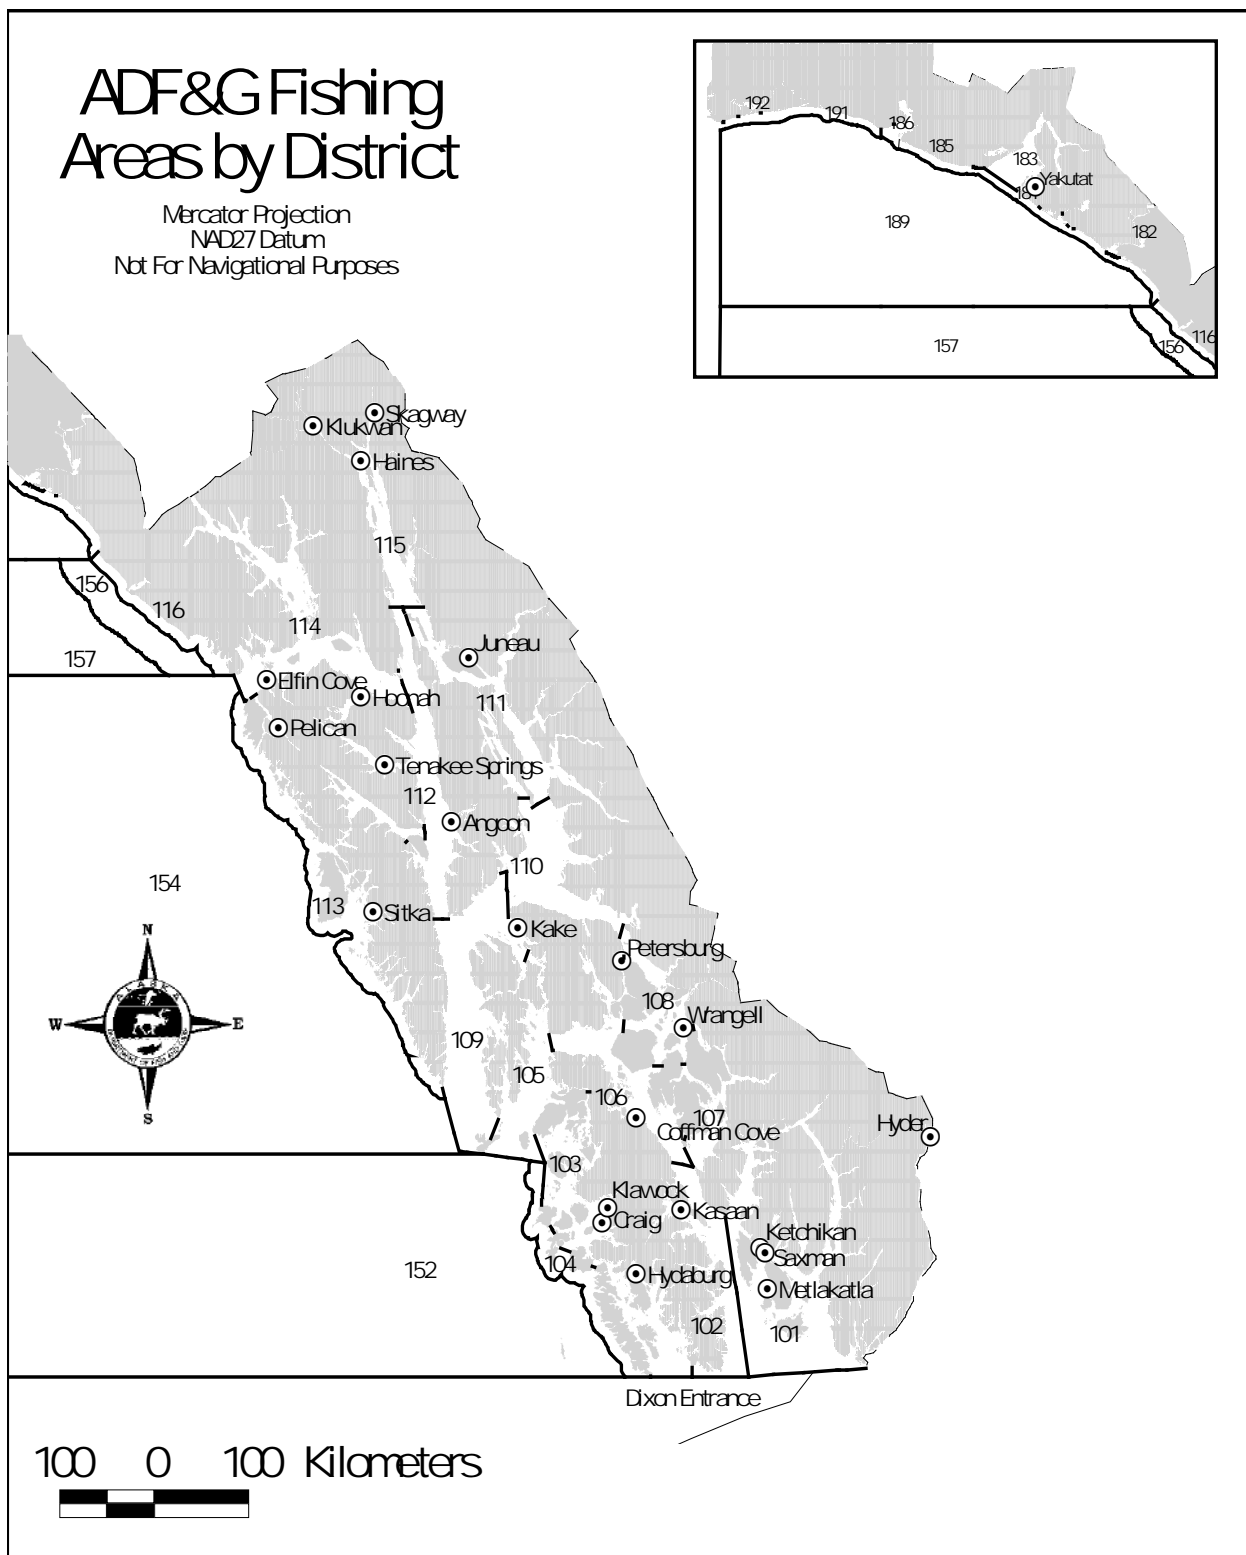 ADF&G Fishing
Areas by District
Mercator Projection
NAD27 Datum
Not For Navigational Purposes
192
191
186
185
183
Yakutat
181
189
182
157
156
116
Skagway
Klukwan
Haines
115
156
116
114
157
Juneau
Elfin Cove
Hoonah
111
Pelican
Tenakee Springs
112
Angoon
110
154
113
Sitka
Kake
Petersburg
N
W
E
S
ALASKA
108
Wrangell
109
105
106
107
Coffman Cove
Hyder
103
Klawock
Craig
Kasaan
Ketchikan
Saxman
104
152
Hydaburg
Metlakatla
102
101
Dixon Entrance
100 0 100 Kilometers